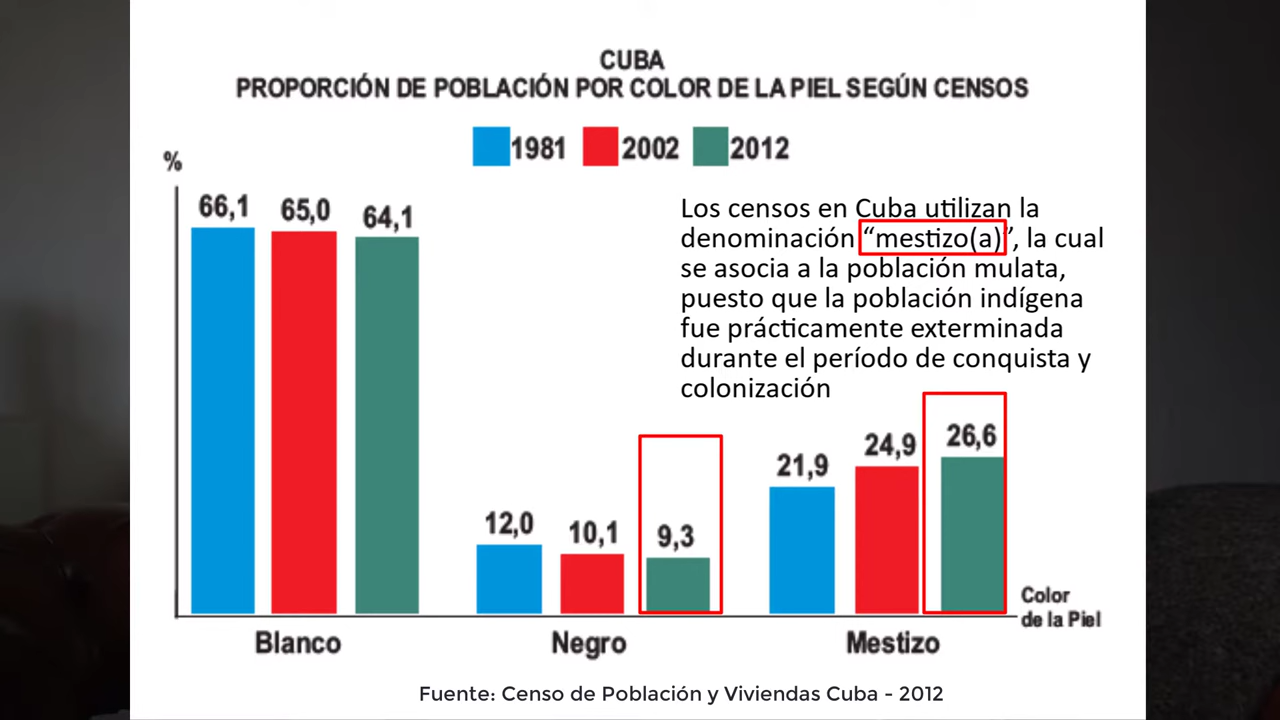 CUBA
PROPORCIÓN DE POBLACIÓN POR COLOR DE LA PIEL SEGÚN CENSOS
1981 2002 2012
%
66,1 65,0 64,1
Los censos en Cuba utilizan la
denominación “mestizo(a)”, la cual
se asocia a la población mulata,
puesto que la población indígena
fue prácticamente exterminada
durante el período de conquista y
colonización
12,0 10,1 9,3
21,9 24,9 26,6
Color
de la Piel
Blanco Negro Mestizo
Fuente: Censo de Población y Viviendas Cuba - 2012